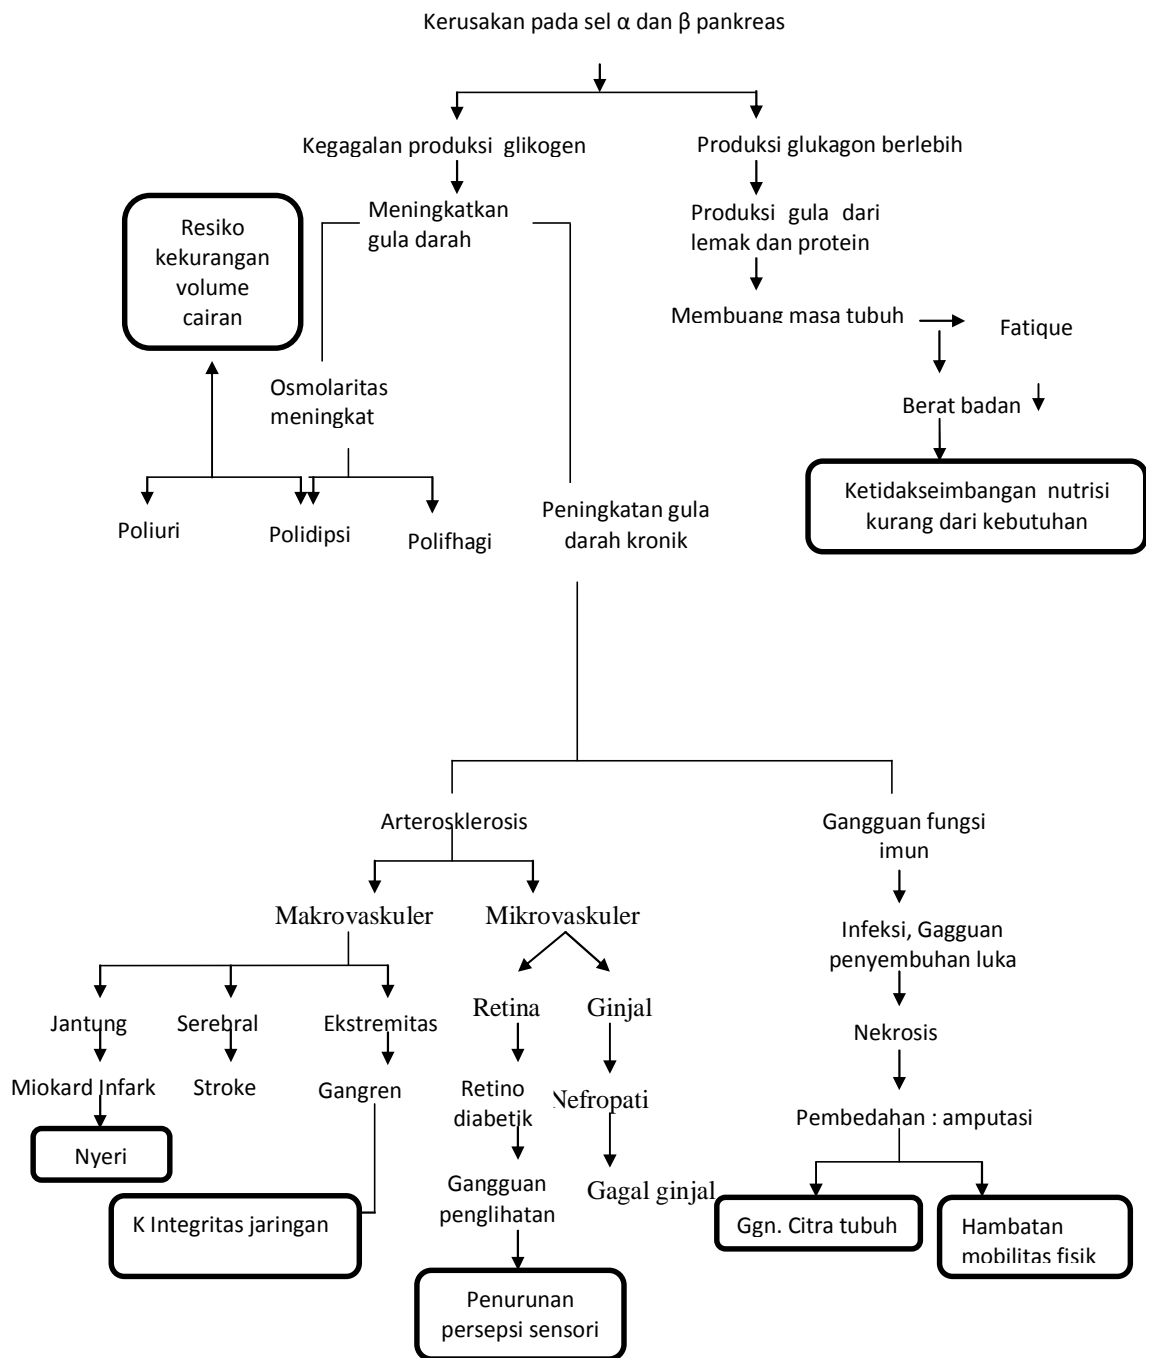 Kerusakan pada sel α dan β pankreas
Kegagalan produksi glikogen
Produksi glukagon berlebih
Meningkatkan
gula darah
Produksi gula dari
lemak dan protein
Resiko
kekurangan
volume
cairan
Membuang masa tubuh
Fatique
Osmolaritas
meningkat
Berat badan
Ketidakseimbangan nutrisi
kurang dari kebutuhan
Poliuri
Polidipsi
Polifhagi
Peningkatan gula
darah kronik
Arterosklerosis
Gangguan fungsi
imun
Makrovaskuler
Mikrovaskuler
Infeksi, Gagguan
penyembuhan luka
Jantung
Serebral
Ekstremitas
Retina
Ginjal
Nekrosis
Miokard Infark
Stroke
Gangren
Retino
diabetik
Nefropati
Pembedahan : amputasi
Nyeri
K Integritas jaringan
Gangguan
penglihatan
Gagal ginjal
Ggn. Citra tubuh
Hambatan
mobilitas fisik
Penurunan
persepsi sensori